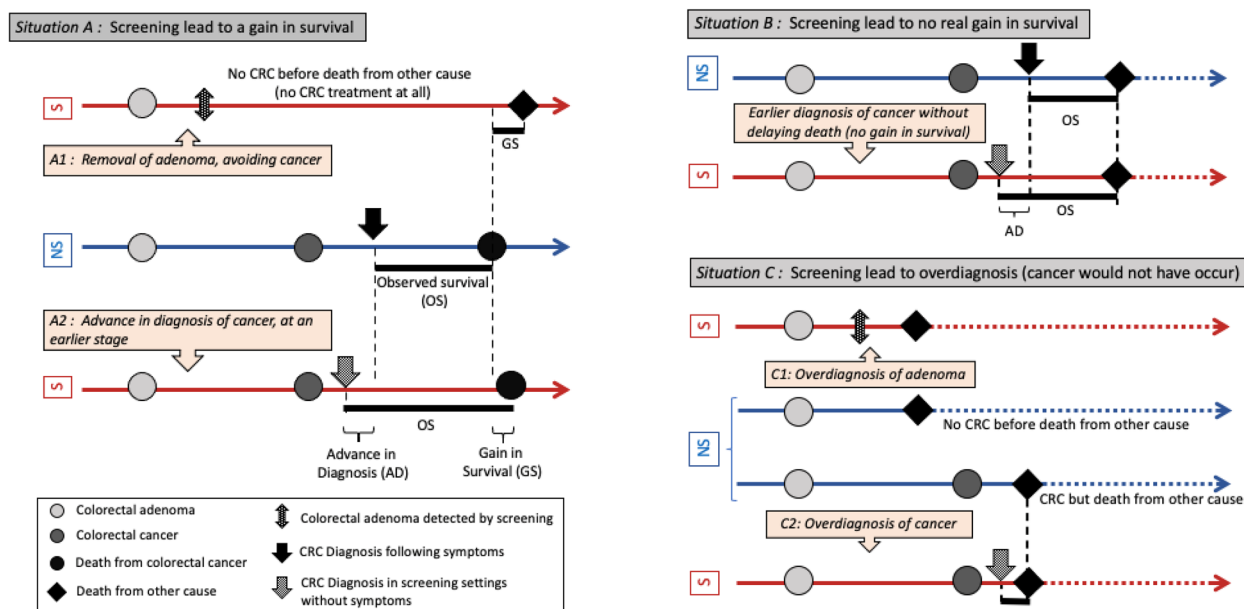 Situation A : Screening lead to a gain in survival
No CRC before death from other cause
(no CRC treatment at all)
S
GS
A1 : Removal of adenoma, avoiding cancer
NS
Observed survival
(OS)
A2 : Advance in diagnosis of cancer, at an
earlier stage
S
OS
Advance in
Diagnosis (AD)
Gain in
Survival (GS)
Colorectal adenoma
Colorectal cancer
Death from colorectal cancer
Death from other cause
Colorectal adenoma detected by screening
CRC Diagnosis following symptoms
CRC Diagnosis in screening settings
without symptoms
Situation B : Screening lead to no real gain in survival
NS
OS
Earlier diagnosis of cancer without
delaying death (no gain in survival)
S
OS
AD
Situation C : Screening lead to overdiagnosis (cancer would not have occur)
S
C1: Overdiagnosis of adenoma
NS
No CRC before death from other cause
CRC but death from other cause
C2: Overdiagnosis of cancer
S